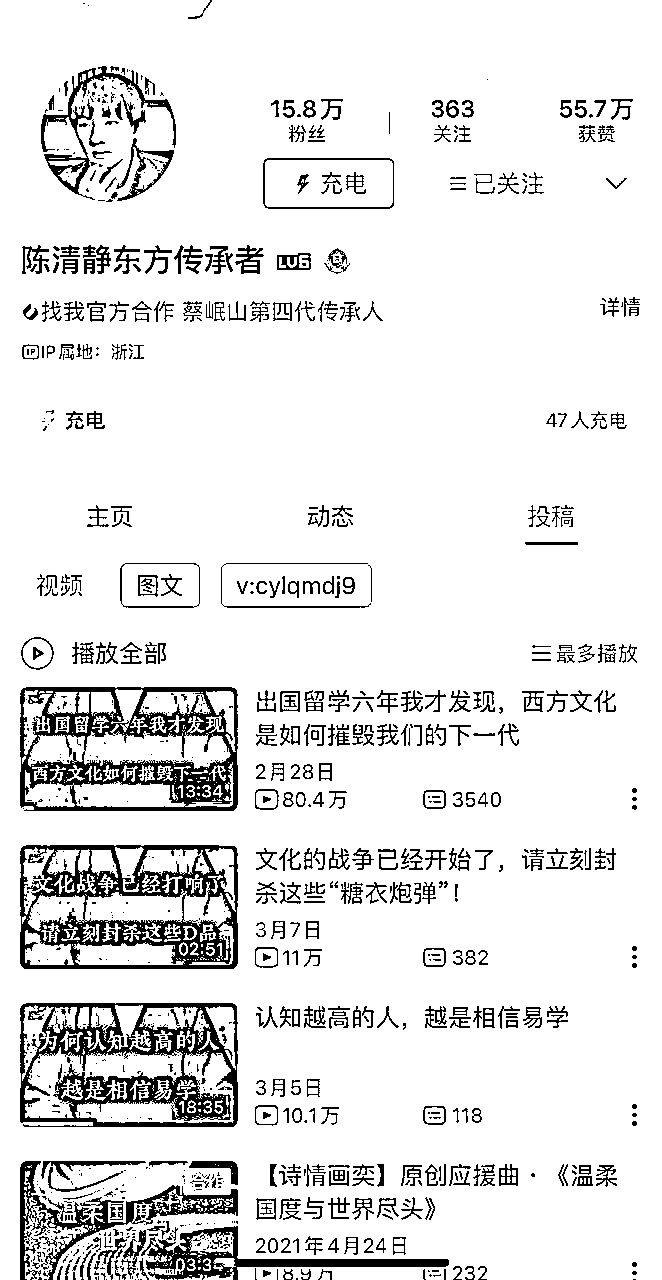 15.8万
363
55.7万
粉丝
关注
获赞
充电
已关注
陈清静东方传承者 LV6
找我官方合作 蔡岷山第四代传承人
详情
IP IP属地：浙江
充电
47人充电
主页
动态
投稿
视频
图文
v:cylqmdj9
播放全部
最多播放
出国留学六年我才发现
西方文化如何摧毁下一代
13:34
出国留学六年我才发现，西方文化
是如何摧毁我们的下一代
2月28日
80.4万
3540
文化战争已经打响了
请立刻封杀这些D品
02:51
文化的战争已经开始了，请立刻封
杀这些“糖衣炮弹”！
3月7日
11万
382
为何认知越高的人
越是相信易学
18:35
认知越高的人，越是相信易学
3月5日
10.1万
118
合作
温柔国度与
世界尽头
03:3
【诗情画奕】原创应援曲·《温柔
国度与世界尽头》
2021年4月24日
8.9万
232